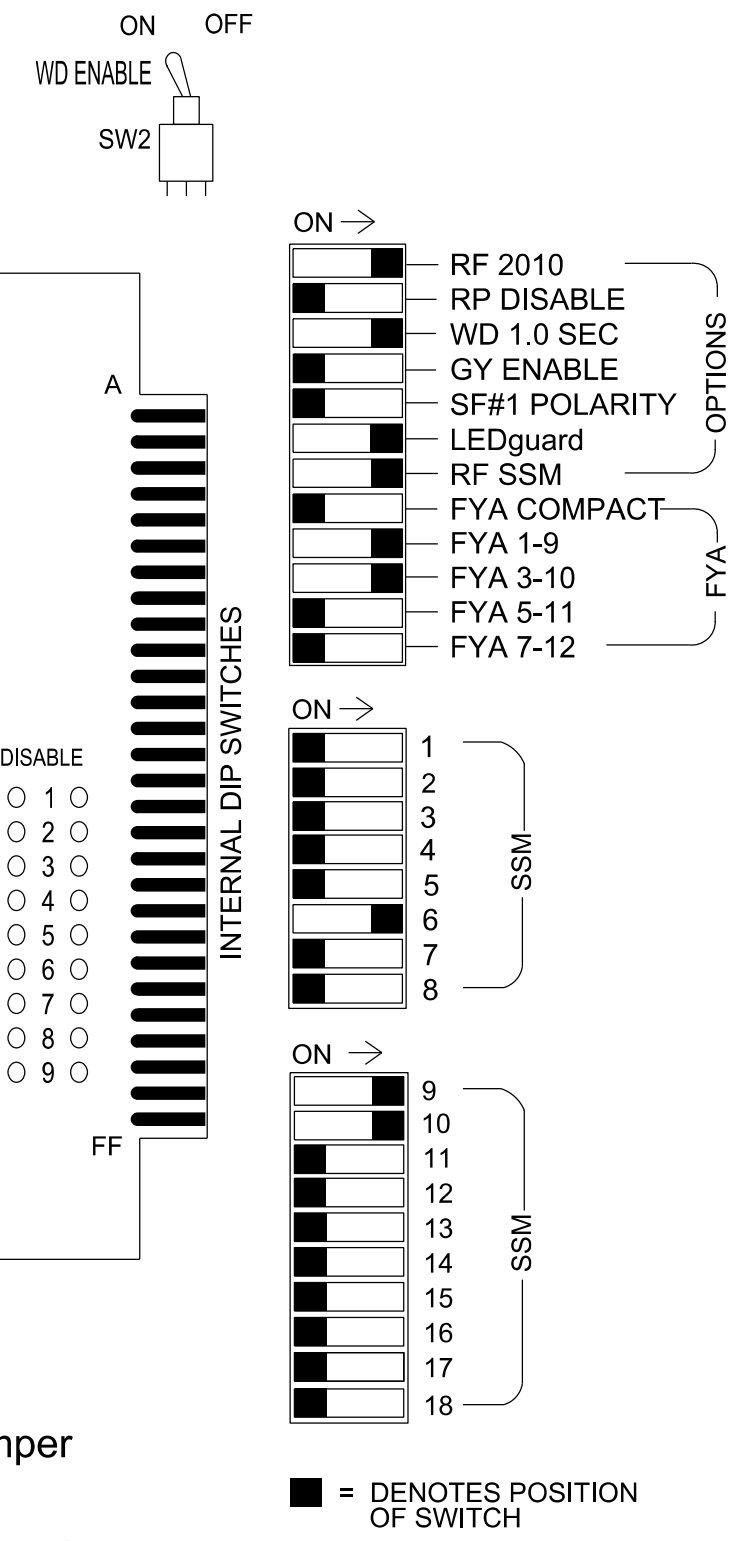 ON OFF
WD ENABLE
SW2
ON
RF 2010
RP DISABLE
WD 1.0 SEC
GY ENABLE
SF#1 POLARITY
LEDguard
RF SSM
OPTIONS
FYA COMPACT
FYA 1-9
FYA 3-10
FYA 5-11
FYA 7-12
FYA
A
FF
INTERNAL DIP SWITCHES
DISABLE
1
2
3
4
5
6
7
8
9
ON
1
2
3
4
5
6
7
8
SSM
ON
9
10
11
12
13
14
15
16
17
18
SSM
= DENOTES POSITION
OF SWITCH